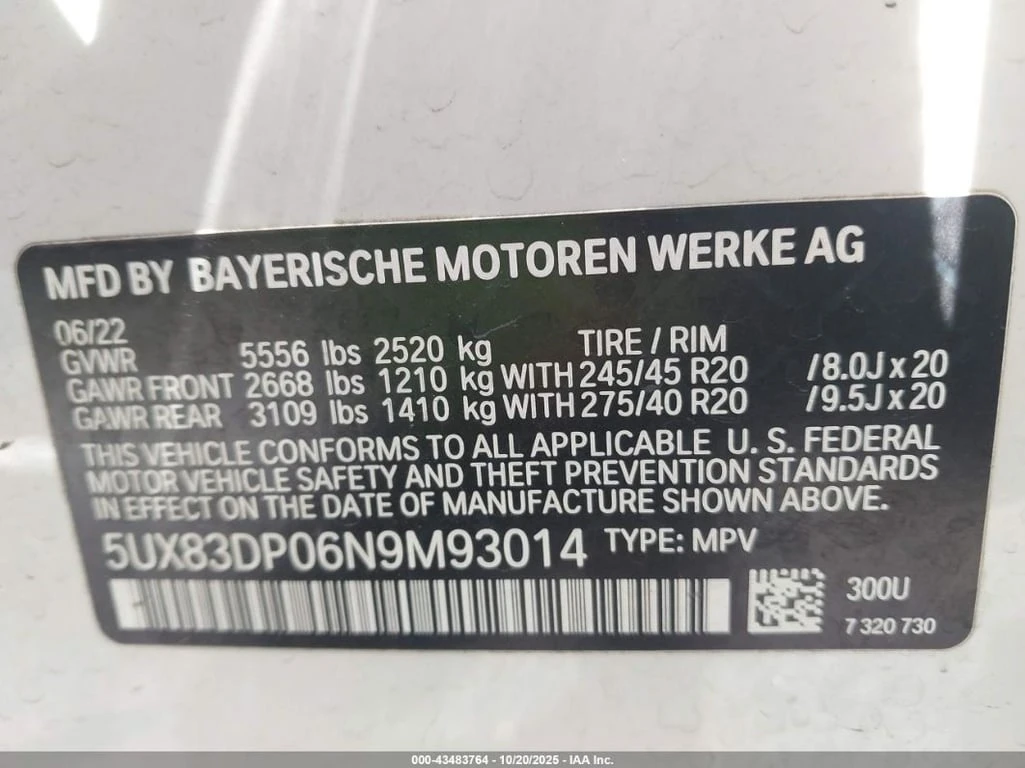 MFD BY BAYERISCHE MOTOREN WERKE AG
06/22 TIRE / RIM
GVWR 5556 lbs 2520 kg
GAWR FRONT 2668 lbs 1210 kg WITH 245/45 R20 /8.0J x 20
GAWR REAR 3109 lbs 1410 kg WITH 275/40 R20 /9.5J x 20
THIS VEHICLE CONFORMS TO ALL APPLICABLE U. S. FEDERAL
MOTOR VEHICLE SAFETY AND THEFT PREVENTION STANDARDS
IN EFFECT ON THE DATE OF MANUFACTURE SHOWN ABOVE.
5UX83DP06N9M93014 TYPE: MPV
300U
7 320 730
000-43483764 - 10/20/2025 - IAA Inc.